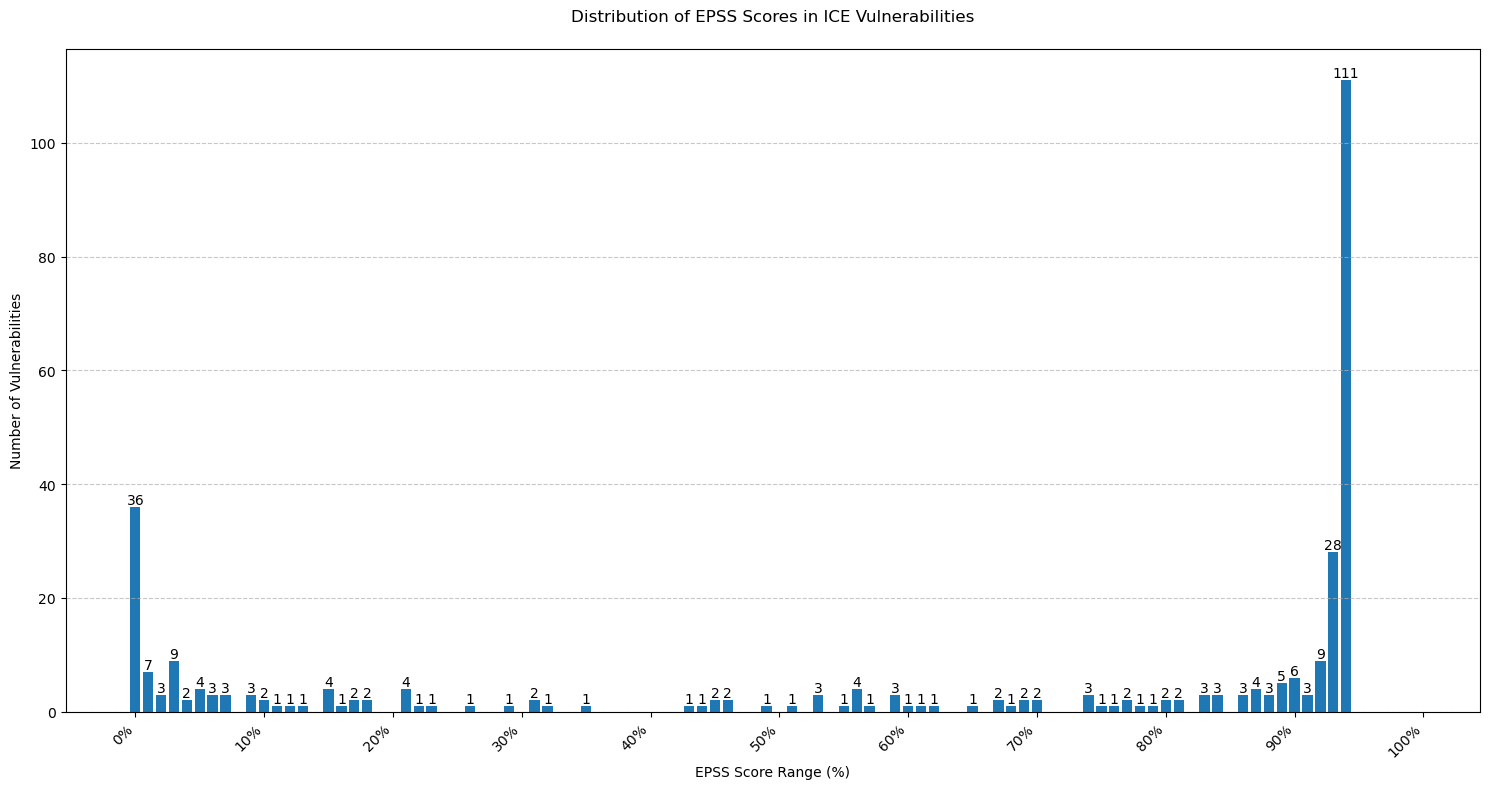 Distribution of EPSS Scores in ICE Vulnerabilities
Number of Vulnerabilities
100
80
60
40
20
0
36 7 3 9 2 4 3 3 3 2 1 1 1 4 1 2 2 4 1 1 1 1 2 1 1 1 1 2 2 1 1 3 1 4 1 3 1 1 1 1 2 1 2 2 3 1 1 2 1 1 2 2 3 3 3 4 3 5 6 3 9 28 111
0% 10% 20% 30% 40% 50% 60% 70% 80% 90% 100%
EPSS Score Range (%)